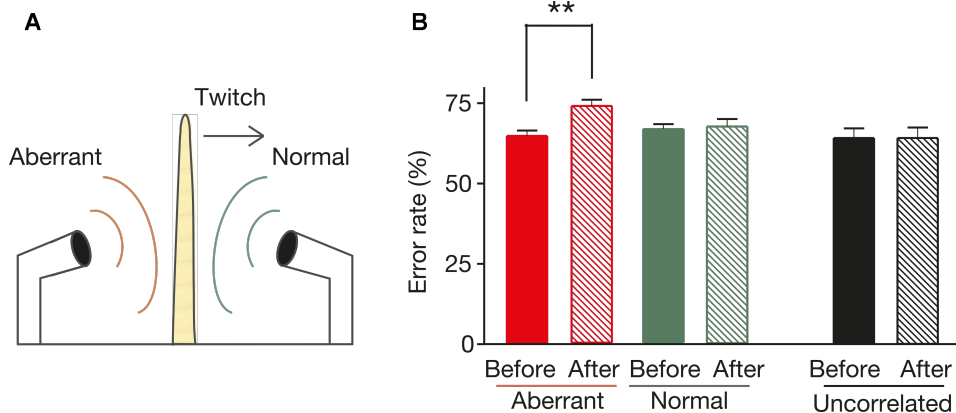 A
Twitch
Aberrant
Normal
B
**
Error rate (%)
75
50
25
0
Before After Before After Before After
Aberrant Normal Uncorrelated